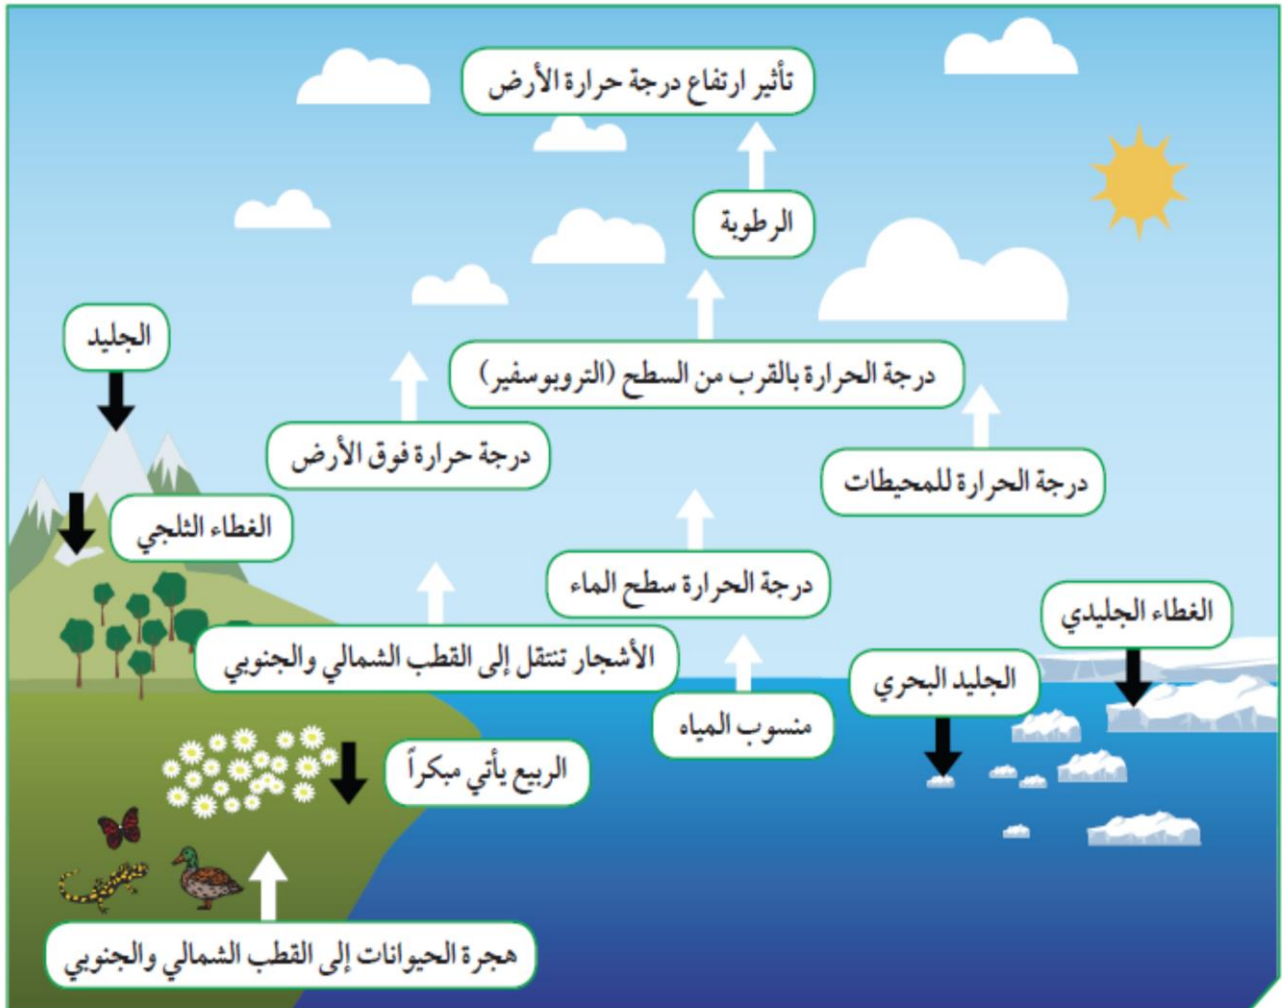 تأثير ارتفاع درجة حرارة الأرض
الرطوبة
الجليد
درجة الحرارة بالقرب من السطح (التروبوسفير)
درجة حرارة فوق الأرض
درجة الحرارة للمحيطات
الغطاء الثلجي
درجة الحرارة سطح الماء
الغطاء الجليدي
الأشجار تنتقل إلى القطب الشمالي والجنوبي
الجليد البحري
منسوب المياه
الربيع يأتي مبكراً
هجرة الحيوانات إلى القطب الشمالي والجنوبي